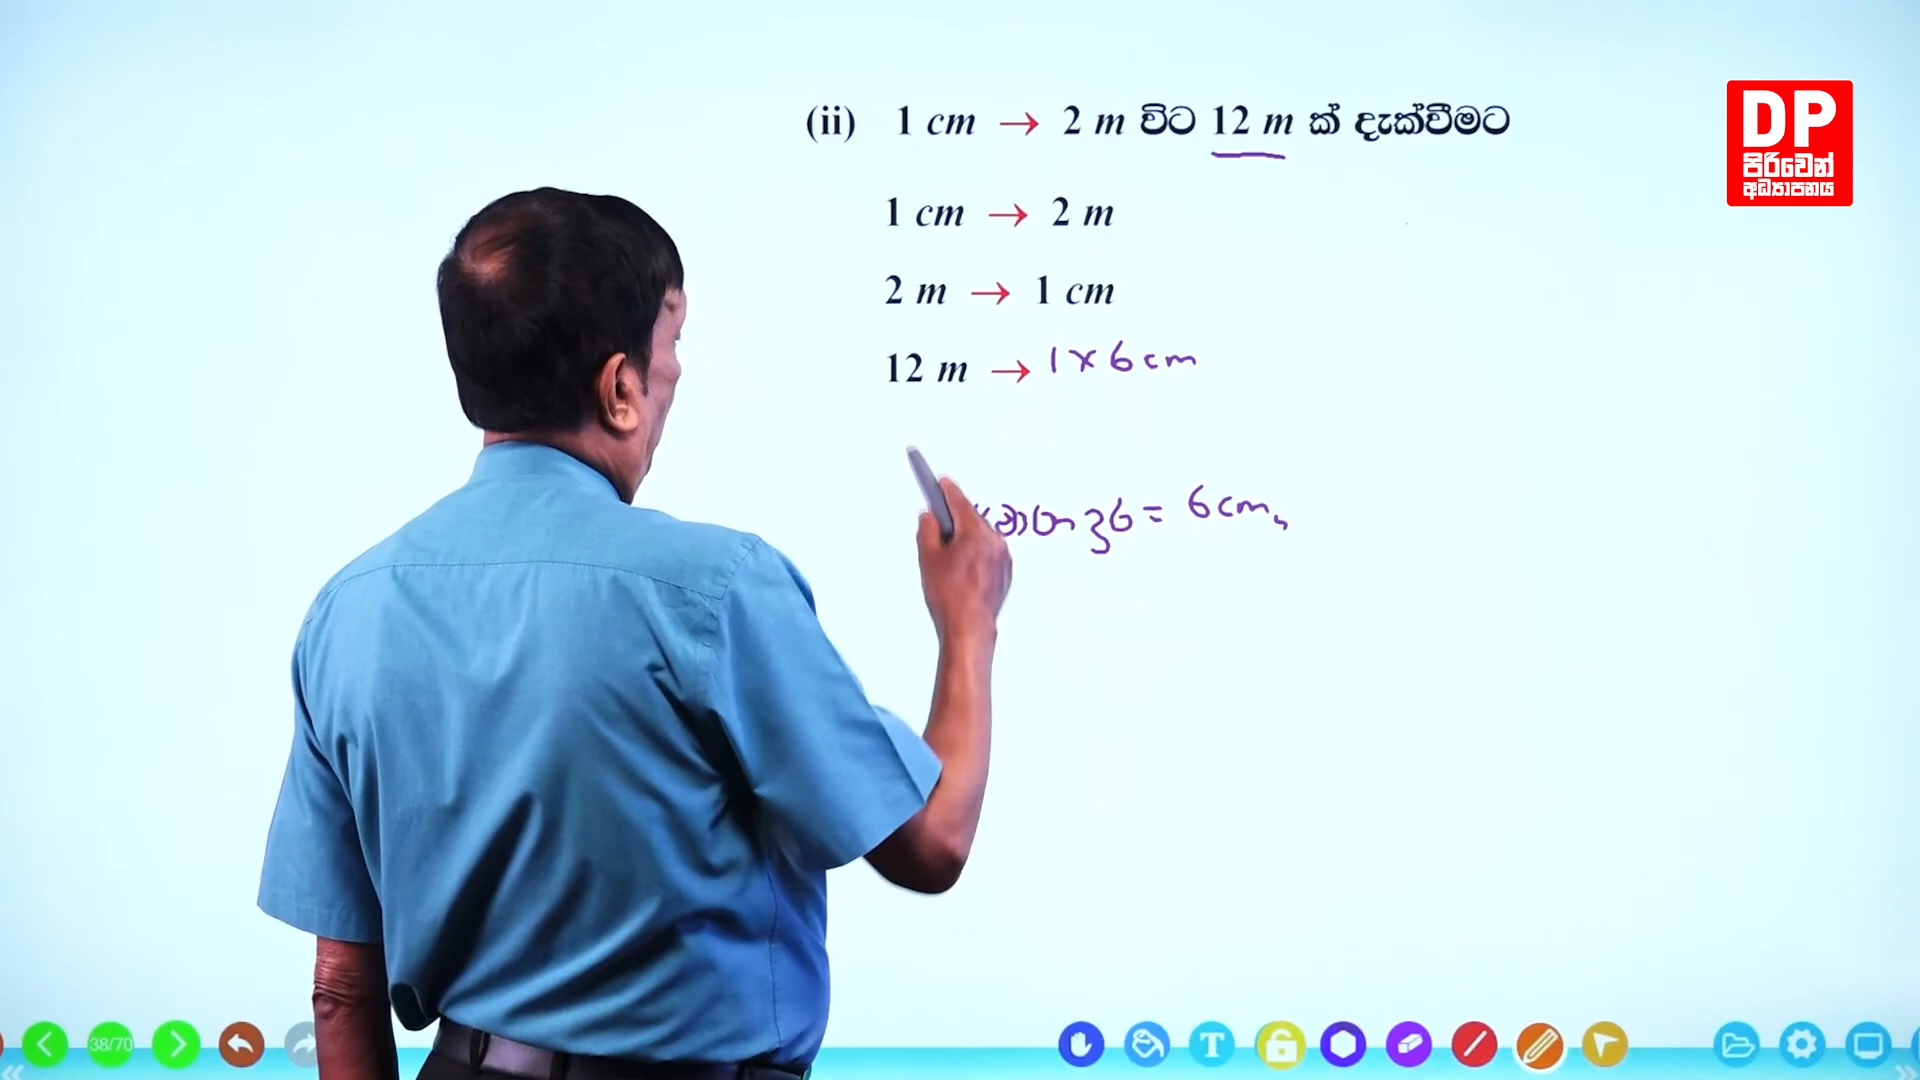 (ii) 1 cm → 2 m විට 12 m ක් දැක්වීමට
1 cm → 2 m
2 m → 1 cm
12 m → 1 × 6 cm
දුර = 6 cm
DP
පිරිවෙන්
අධ්‍යාපනය
38/70
T